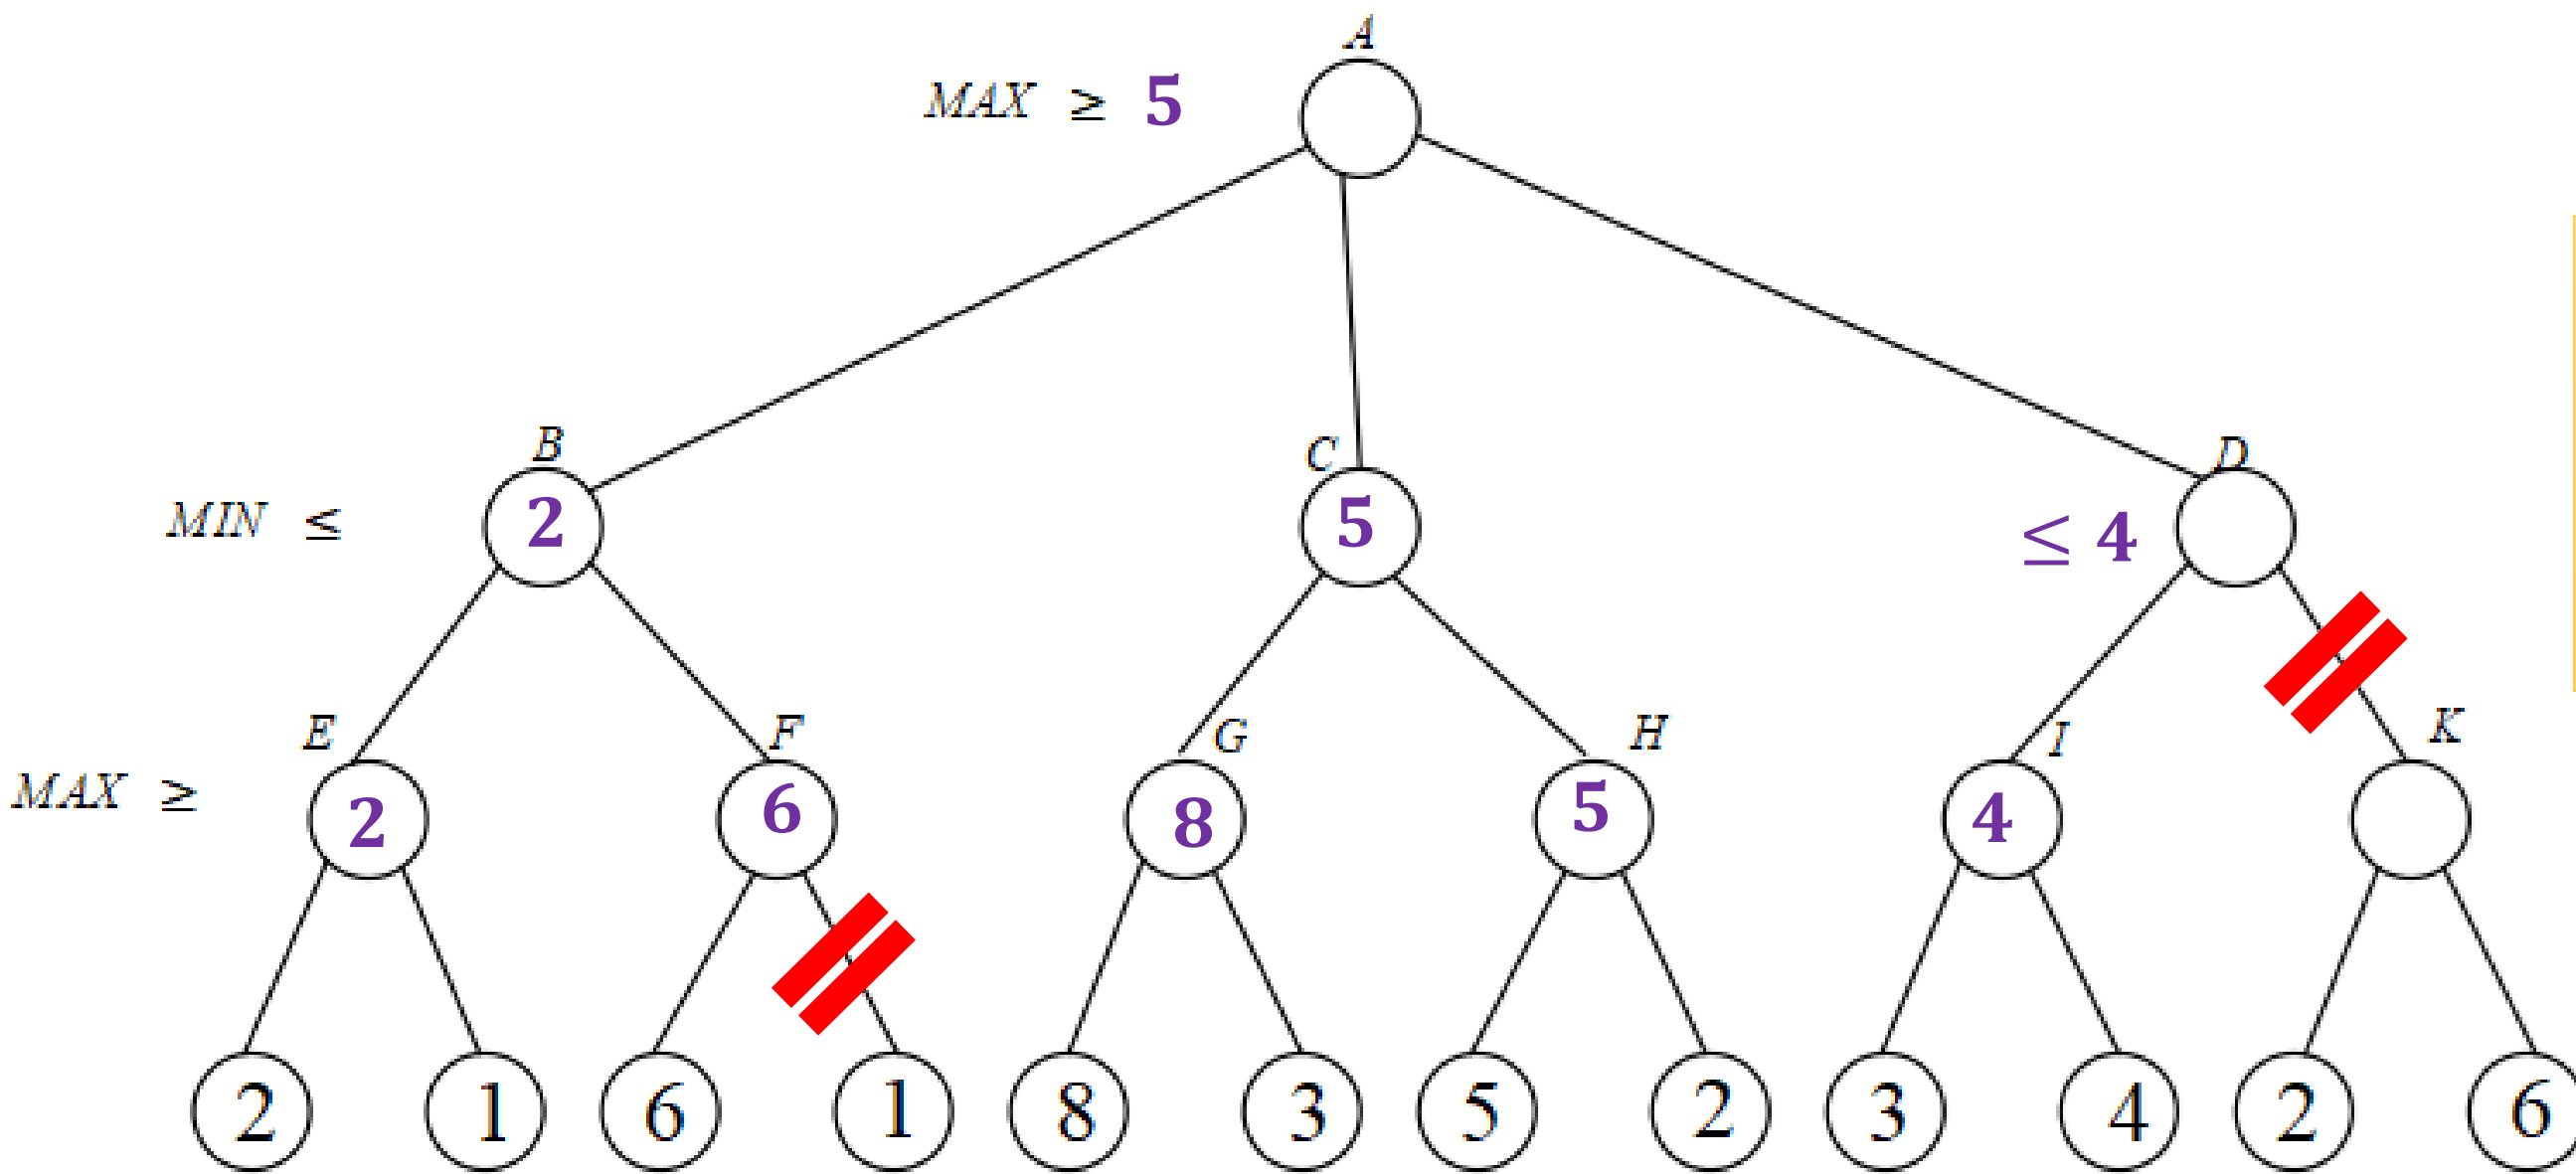 A
MAX ≥ 5
B C D
MIN ≤ 2 5 ≤ 4
E F G H I K
MAX ≥ 2 6 8 5 4
2 1 6 1 8 3 5 2 3 4 2 6